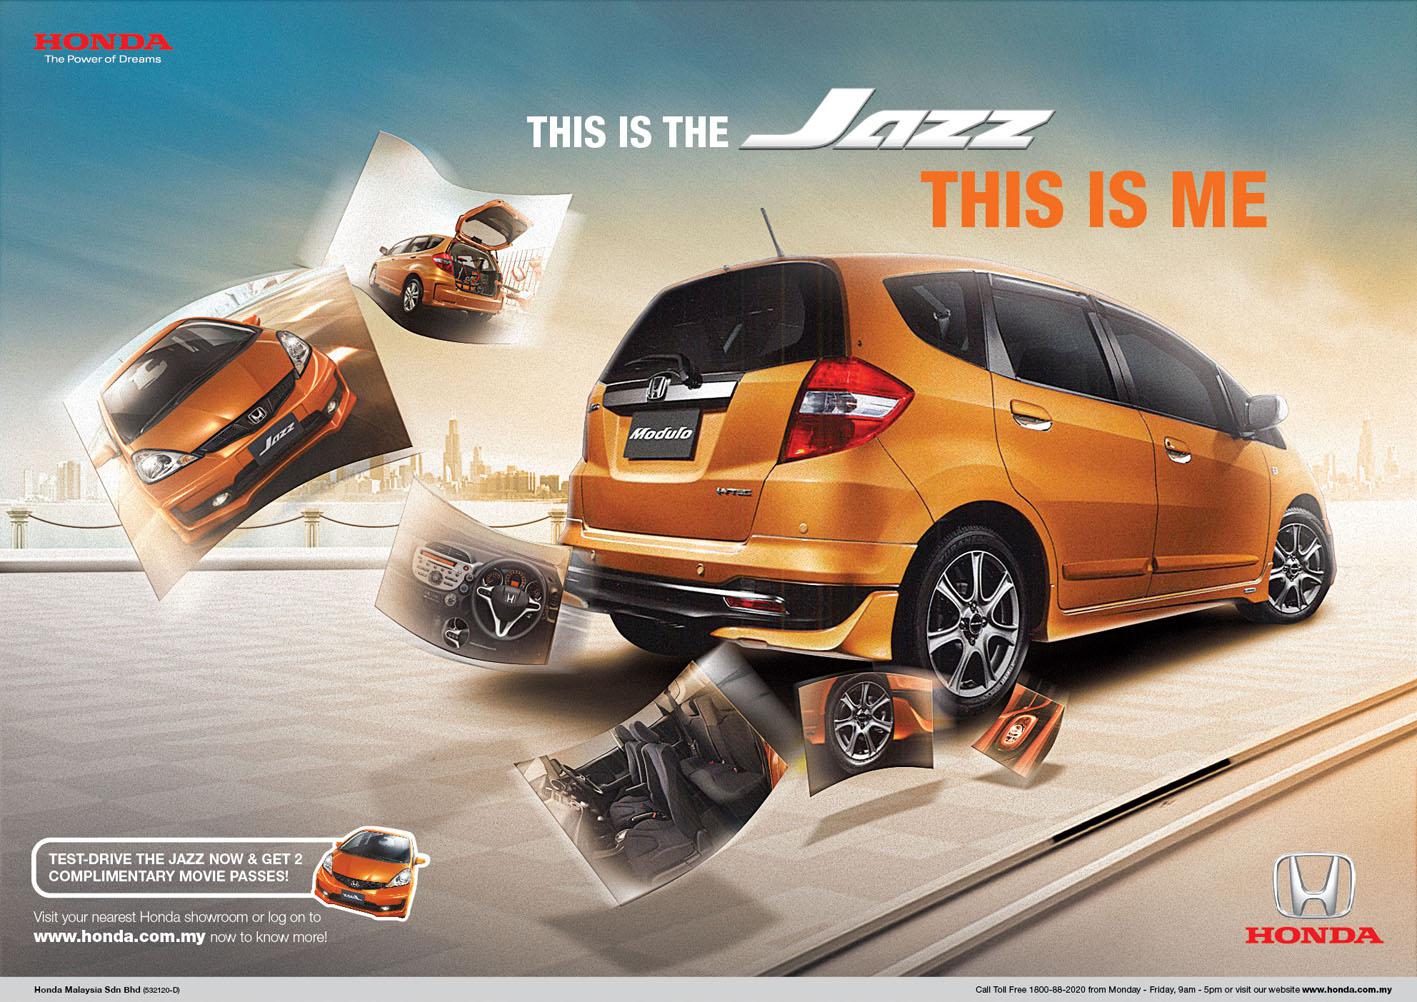 HONDA
The Power of Dreams
THIS IS THE Jazz
THIS IS ME
Jazz
Modulo
TEST-DRIVE THE JAZZ NOW & GET 2
COMPLIMENTARY MOVIE PASSES!
Visit your nearest Honda showroom or log on to
www.honda.com.my now to know more!
HONDA
Honda Malaysia Sdn Bhd (532120-D)
Call Toll Free 1800-88-2020 from Monday - Friday, 9am - 5pm or visit our website www.honda.com.my